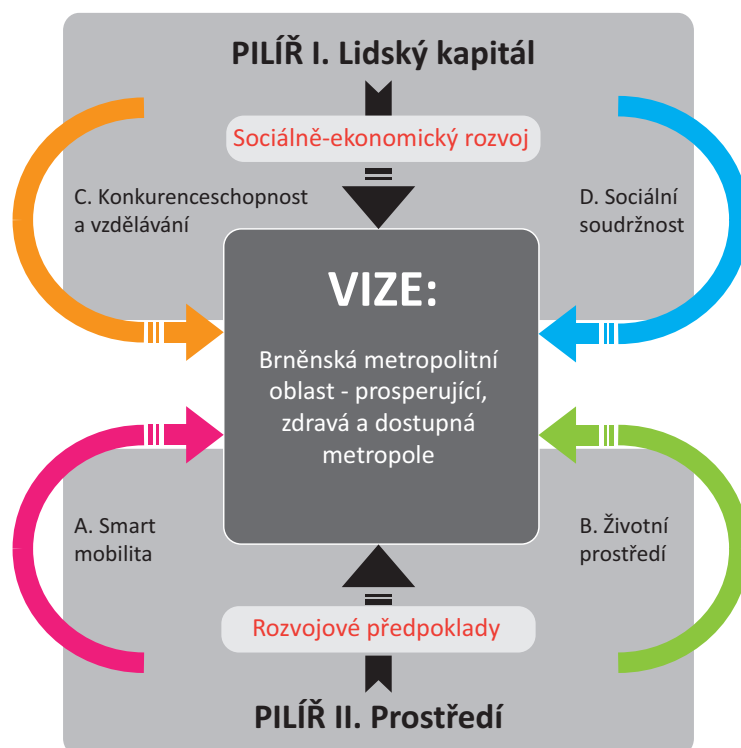 PILÍŘ I. Lidský kapitál
Sociálně-ekonomický rozvoj
C. Konkurenceschopnost
a vzdělávání
D. Sociální
soudržnost
VIZE:
Brněnská metropolitní
oblast - prosperující,
zdravá a dostupná
metropole
A. Smart
mobilita
B. Životní
prostředí
Rozvojové předpoklady
PILÍŘ II. Prostředí